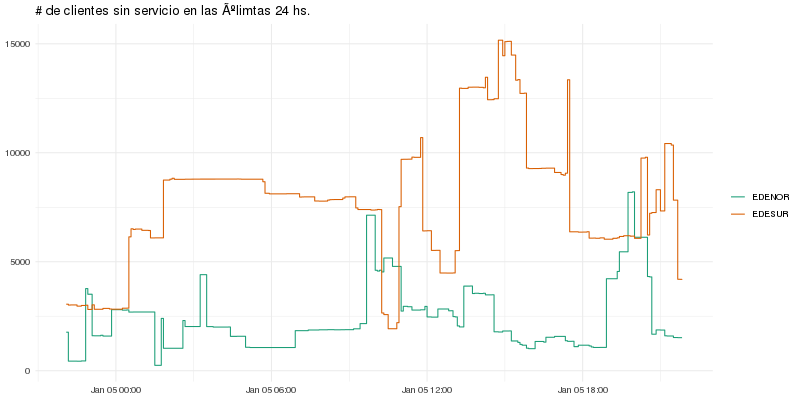 # de clientes sin servicio en las Ãºlimtas 24 hs.
15000
10000
5000
0
Jan 05 00:00
Jan 05 06:00
Jan 05 12:00
Jan 05 18:00
EDENOR
EDESUR